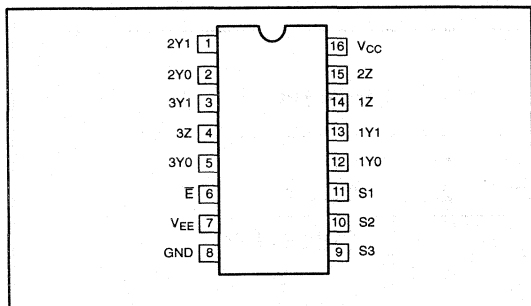 2Y1 1 16 VCC
2Y0 2 15 2Z
3Y1 3 14 1Z
3Z 4 13 1Y1
3Y0 5 12 1Y0
E̅ 6 11 S1
VEE 7 10 S2
GND 8 9 S3